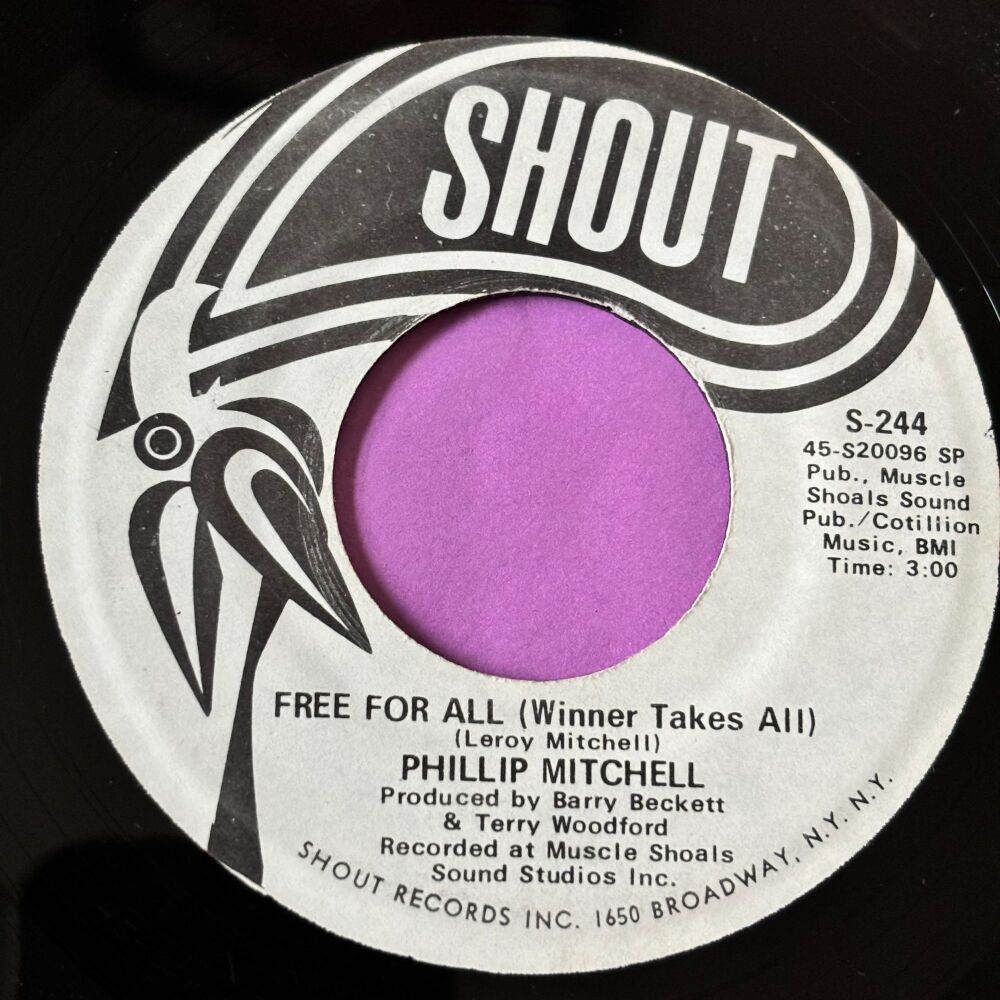 SHOUT
S-244
45-S20096 SP
Pub., Muscle
Shoals Sound
Pub./Cotillion
Music, BMI
Time: 3:00
FREE FOR ALL (Winner Takes All)
(Leroy Mitchell)
PHILLIP MITCHELL
Produced by Barry Beckett
& Terry Woodford
Recorded at Muscle Shoals
Sound Studios Inc.
SHOUT RECORDS INC. 1650 BROADWAY, N.Y. N.Y.